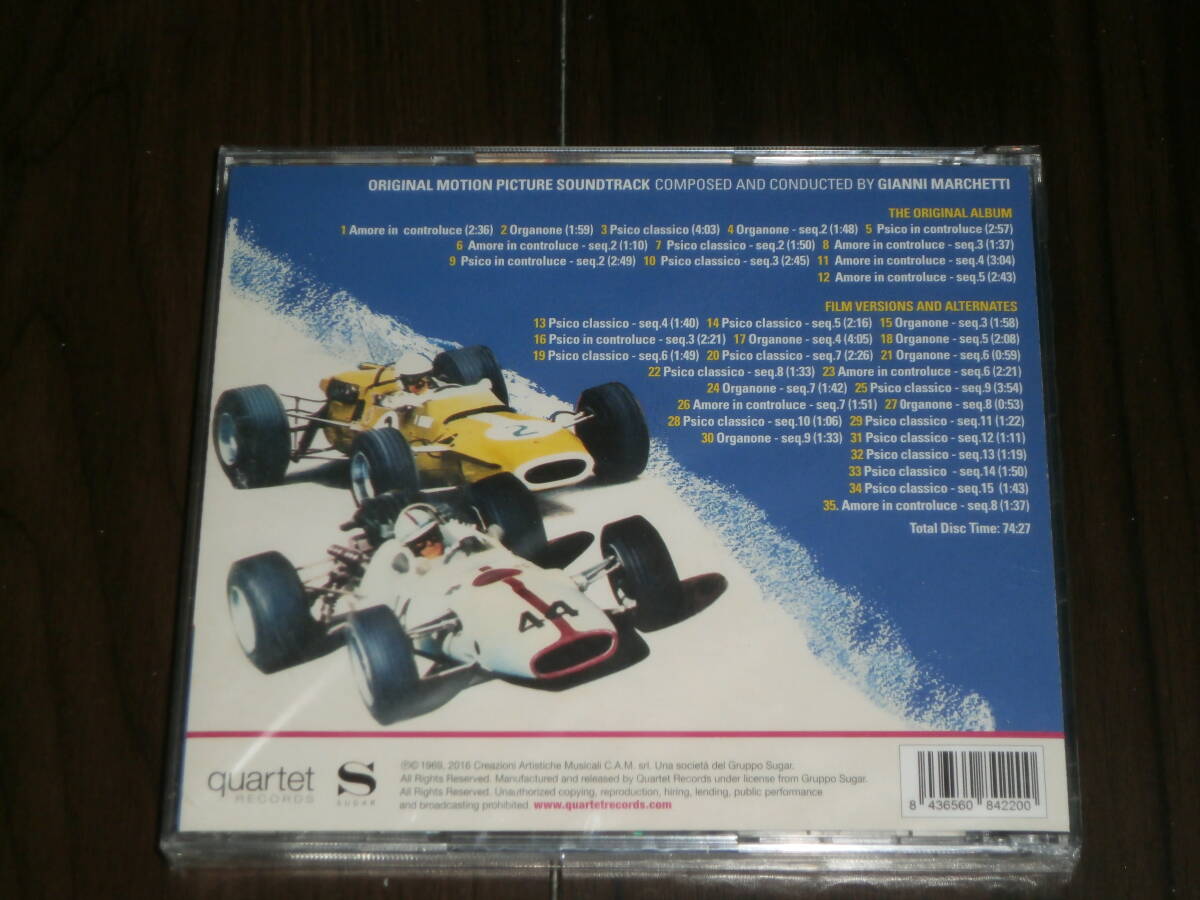 ORIGINAL MOTION PICTURE SOUNDTRACK COMPOSED AND CONDUCTED BY GIANNI MARCHETTI
THE ORIGINAL ALBUM
1 Amore in controluce (2:36) 2 Organone (1:59) 3 Psico classico (4:03) 4 Organone - seq.2 (1:48) 5 Psico in controluce (2:57)
6 Amore in controluce - seq.2 (1:10) 7 Psico classico - seq.2 (1:50) 8 Amore in controluce - seq.3 (1:37)
9 Psico in controluce - seq.2 (2:49) 10 Psico classico - seq.3 (2:45) 11 Amore in controluce - seq.4 (3:04)
12 Amore in controluce - seq.5 (2:43)
FILM VERSIONS AND ALTERNATES
13 Psico classico - seq.4 (1:40) 14 Psico classico - seq.5 (2:16) 15 Organone - seq.3 (1:58)
16 Psico in controluce - seq.3 (2:21) 17 Organone - seq.4 (4:05) 18 Organone - seq.5 (2:08)
19 Psico classico - seq.6 (1:49) 20 Psico classico - seq.7 (2:26) 21 Organone - seq.6 (0:59)
22 Psico classico - seq.8 (1:33) 23 Amore in controluce - seq.6 (2:21)
24 Organone - seq.7 (1:42) 25 Psico classico - seq.9 (3:54)
26 Amore in controluce - seq.7 (1:51) 27 Organone - seq.8 (0:53)
28 Psico classico - seq.10 (1:06) 29 Psico classico - seq.11 (1:22)
30 Organone - seq.9 (1:33) 31 Psico classico - seq.12 (1:11)
32 Psico classico - seq.13 (1:19)
33 Psico classico - seq.14 (1:50)
34 Psico classico - seq.15 (1:43)
35. Amore in controluce - seq.8 (1:37)
Total Disc Time: 74:27
2
44
quartet
RECORDS
S
SUGAR
℗© 1969, 2016 Creazioni Artistiche Musicali C.A.M. srl. Una società del Gruppo Sugar.
All Rights Reserved. Manufactured and released by Quartet Records under license from Gruppo Sugar.
All Rights Reserved. Unauthorized copying, reproduction, hiring, lending, public performance
and broadcasting prohibited. www.quartetrecords.com
8 436560 842200